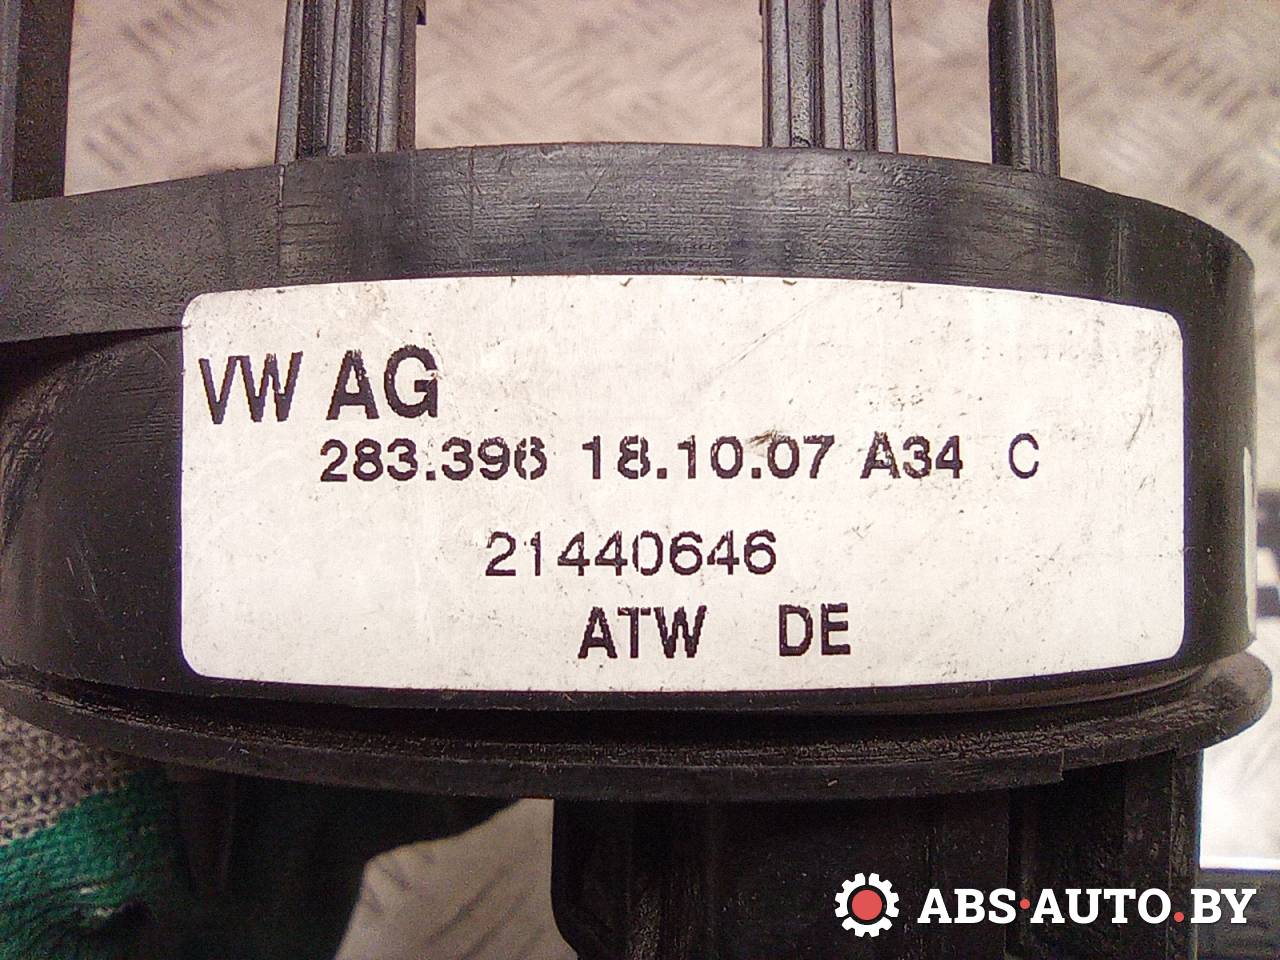 VW AG
283.396 18.10.07 A34 C
21440646
ATW DE
ABS·AUTO.BY